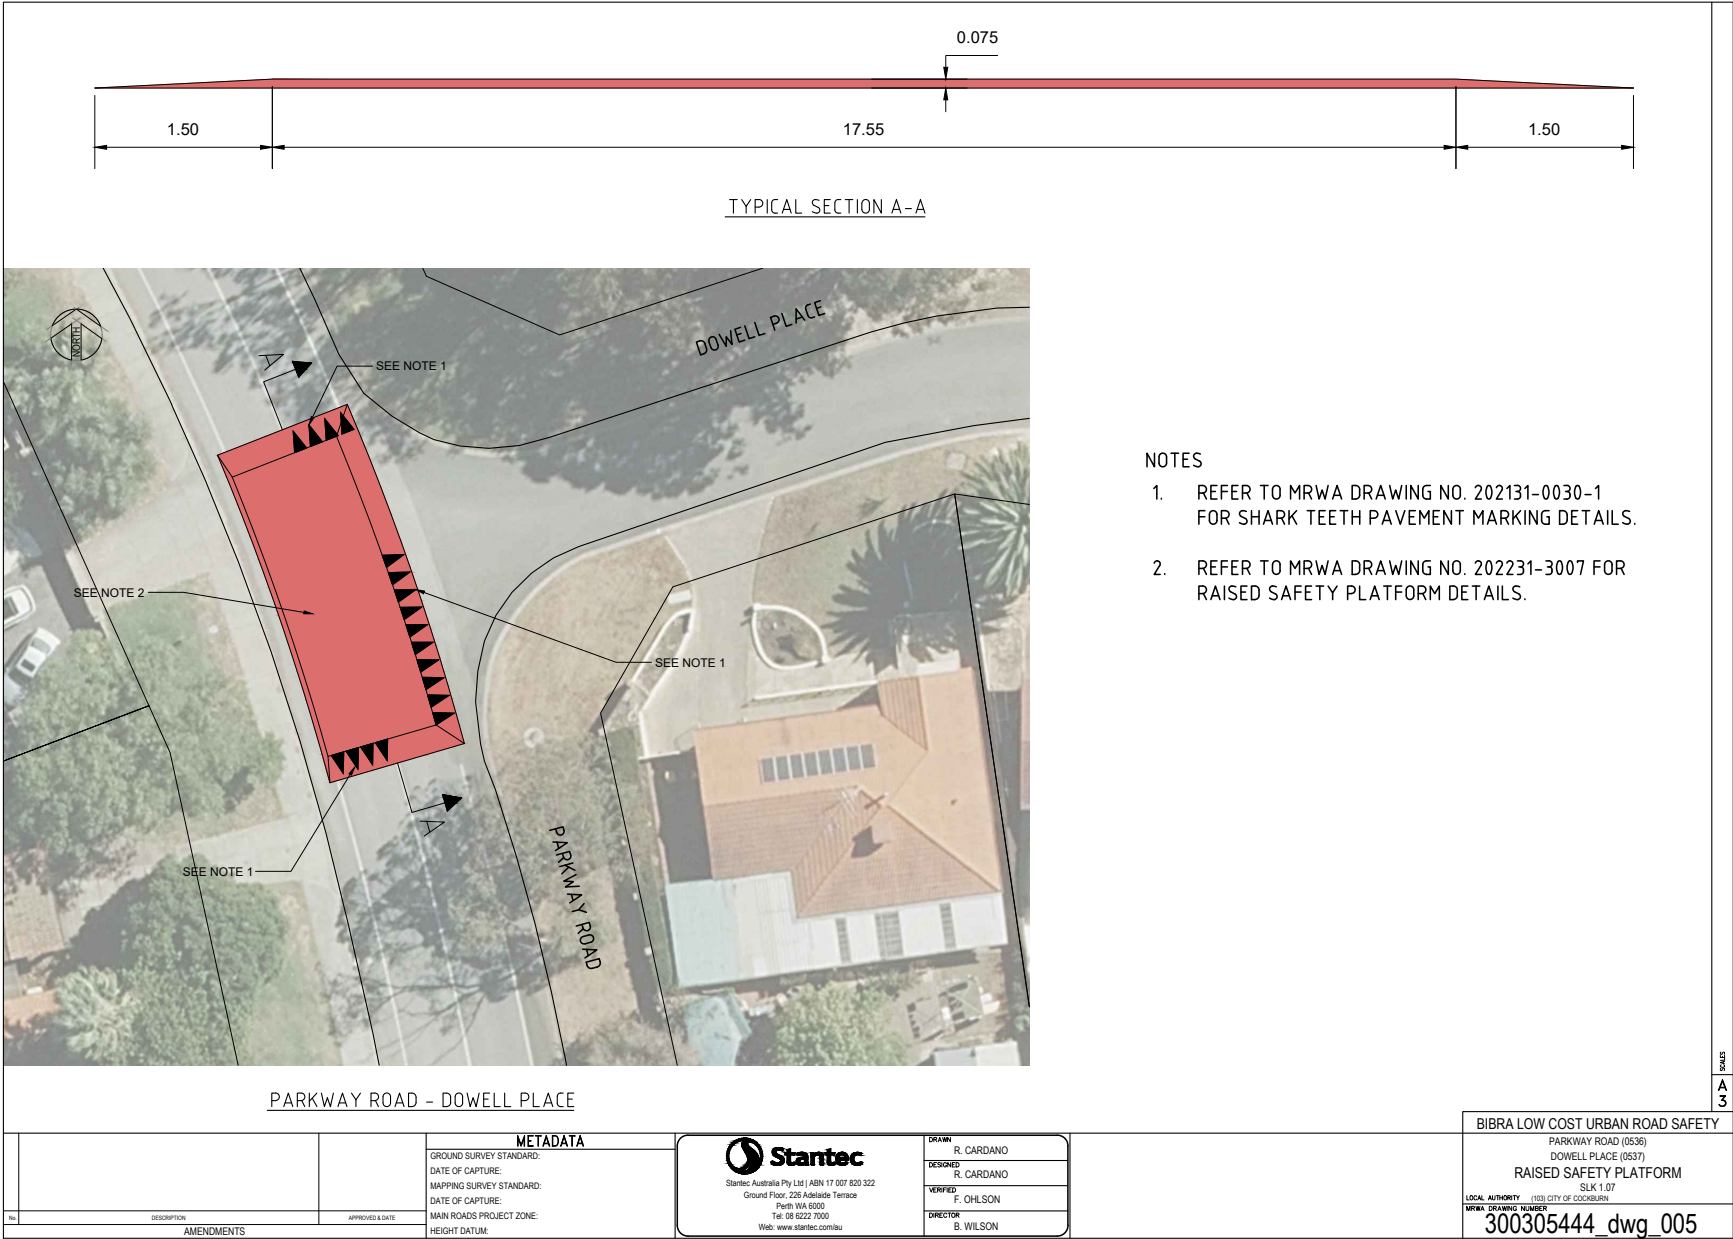 0.075
1.50
17.55
1.50
TYPICAL SECTION A-A
NORTH
A
SEE NOTE 1
DOWELL PLACE
SEE NOTE 2
SEE NOTE 1
A
SEE NOTE 1
PARKWAY ROAD
PARKWAY ROAD - DOWELL PLACE
NOTES
1. REFER TO MRWA DRAWING NO. 202131-0030-1
FOR SHARK TEETH PAVEMENT MARKING DETAILS.
2. REFER TO MRWA DRAWING NO. 202231-3007 FOR
RAISED SAFETY PLATFORM DETAILS.
SCALES
A3
No. DESCRIPTION APPROVED & DATE
AMENDMENTS
METADATA
GROUND SURVEY STANDARD:
DATE OF CAPTURE:
MAPPING SURVEY STANDARD:
DATE OF CAPTURE:
MAIN ROADS PROJECT ZONE:
HEIGHT DATUM:
Stantec
Stantec Australia Pty Ltd | ABN 17 007 820 322
Ground Floor, 226 Adelaide Terrace
Perth WA 6000
Tel: 08 6222 7000
Web: www.stantec.com/au
DRAWN
R. CARDANO
DESIGNED
R. CARDANO
VERIFIED
F. OHLSON
DIRECTOR
B. WILSON
BIBRA LOW COST URBAN ROAD SAFETY
PARKWAY ROAD (0536)
DOWELL PLACE (0537)
RAISED SAFETY PLATFORM
SLK 1.07
LOCAL AUTHORITY (103) CITY OF COCKBURN
MRWA DRAWING NUMBER
300305444_dwg_005